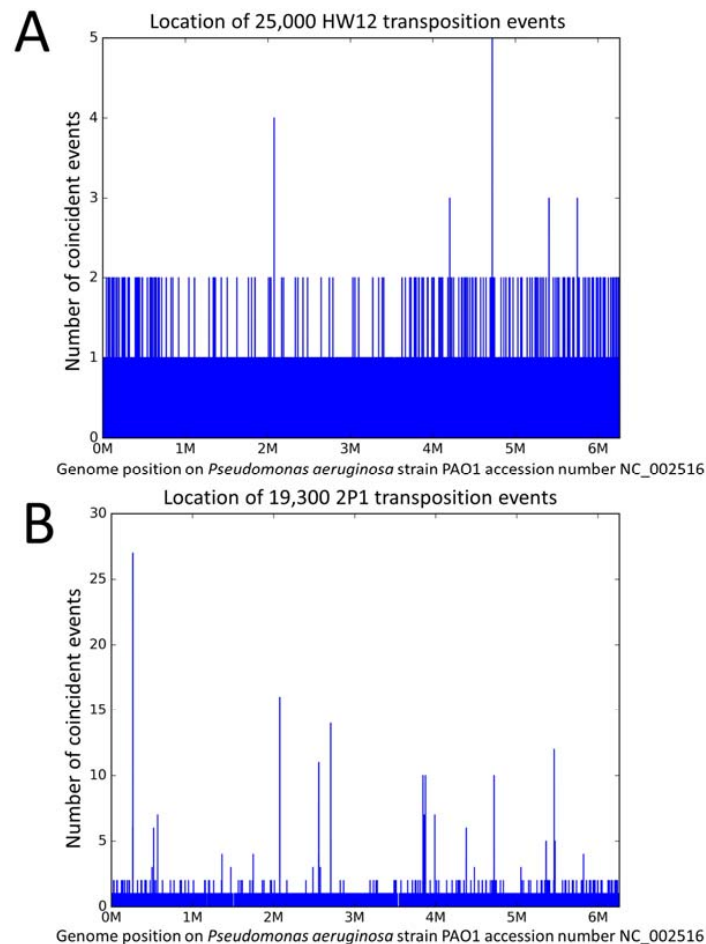 A
Location of 25,000 HW12 transposition events
Number of coincident events
5
4
3
2
1
0
0M 1M 2M 3M 4M 5M 6M
Genome position on Pseudomonas aeruginosa strain PAO1 accession number NC_002516
B
Location of 19,300 2P1 transposition events
Number of coincident events
30
25
20
15
10
5
0
0M 1M 2M 3M 4M 5M 6M
Genome position on Pseudomonas aeruginosa strain PAO1 accession number NC_002516